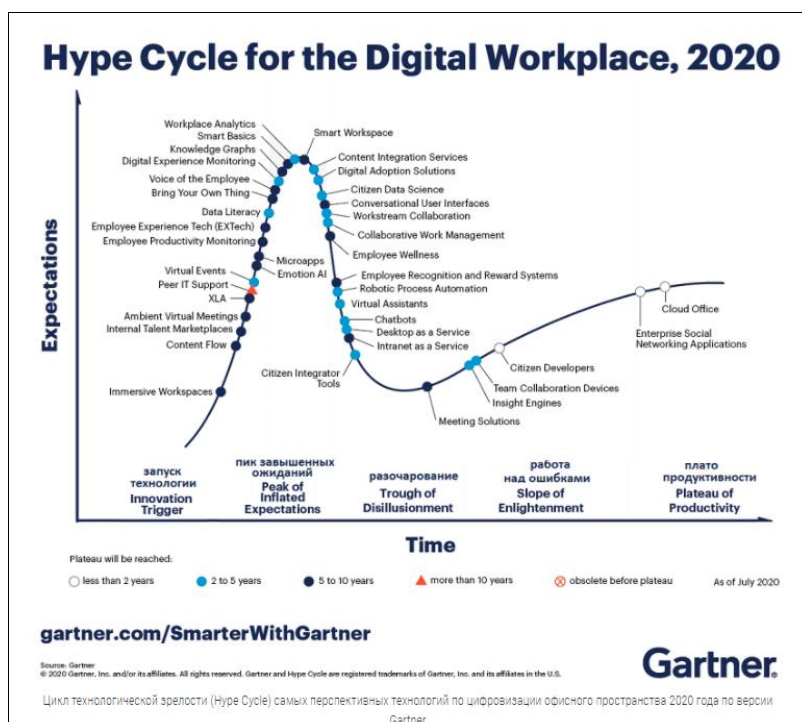 Hype Cycle for the Digital Workplace, 2020
Expectations
Workplace Analytics
Smart Basics
Knowledge Graphs
Digital Experience Monitoring
Voice of the Employee
Bring Your Own Thing
Data Literacy
Employee Experience Tech (EXTech)
Employee Productivity Monitoring
Microapps
Emotion AI
Virtual Events
Peer IT Support
XLA
Ambient Virtual Meetings
Internal Talent Marketplaces
Content Flow
Immersive Workspaces
Smart Workspace
Content Integration Services
Digital Adoption Solutions
Citizen Data Science
Conversational User Interfaces
Workstream Collaboration
Collaborative Work Management
Employee Wellness
Employee Recognition and Reward Systems
Robotic Process Automation
Virtual Assistants
Chatbots
Desktop as a Service
Intranet as a Service
Citizen Integrator
Tools
Meeting Solutions
Insight Engines
Team Collaboration Devices
Citizen Developers
Enterprise Social
Networking Applications
Cloud Office
запуск
технологии
Innovation
Trigger
пик завышенных
ожиданий
Peak of
Inflated
Expectations
разочарование
Trough of
Disillusionment
работа
над ошибками
Slope of
Enlightenment
плато
продуктивности
Plateau of
Productivity
Time
Plateau will be reached:
less than 2 years
2 to 5 years
5 to 10 years
more than 10 years
obsolete before plateau
As of July 2020
gartner.com/SmarterWithGartner
Source: Gartner
© 2020 Gartner, Inc. and/or its affiliates. All rights reserved. Gartner and Hype Cycle are registered trademarks of Gartner, Inc. and its affiliates in the U.S.
Gartner.
Цикл технологической зрелости (Hype Cycle) самых перспективных технологий по цифровизации офисного пространства 2020 года по версии
Gartner